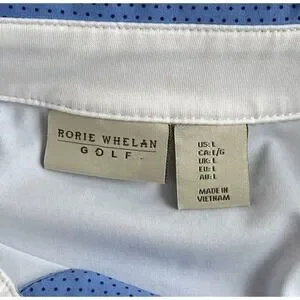 RORIE WHELAN
GOLF
US: L
CA: L/G
UK: L
EU: L
AU: L
MADE IN
VIETNAM